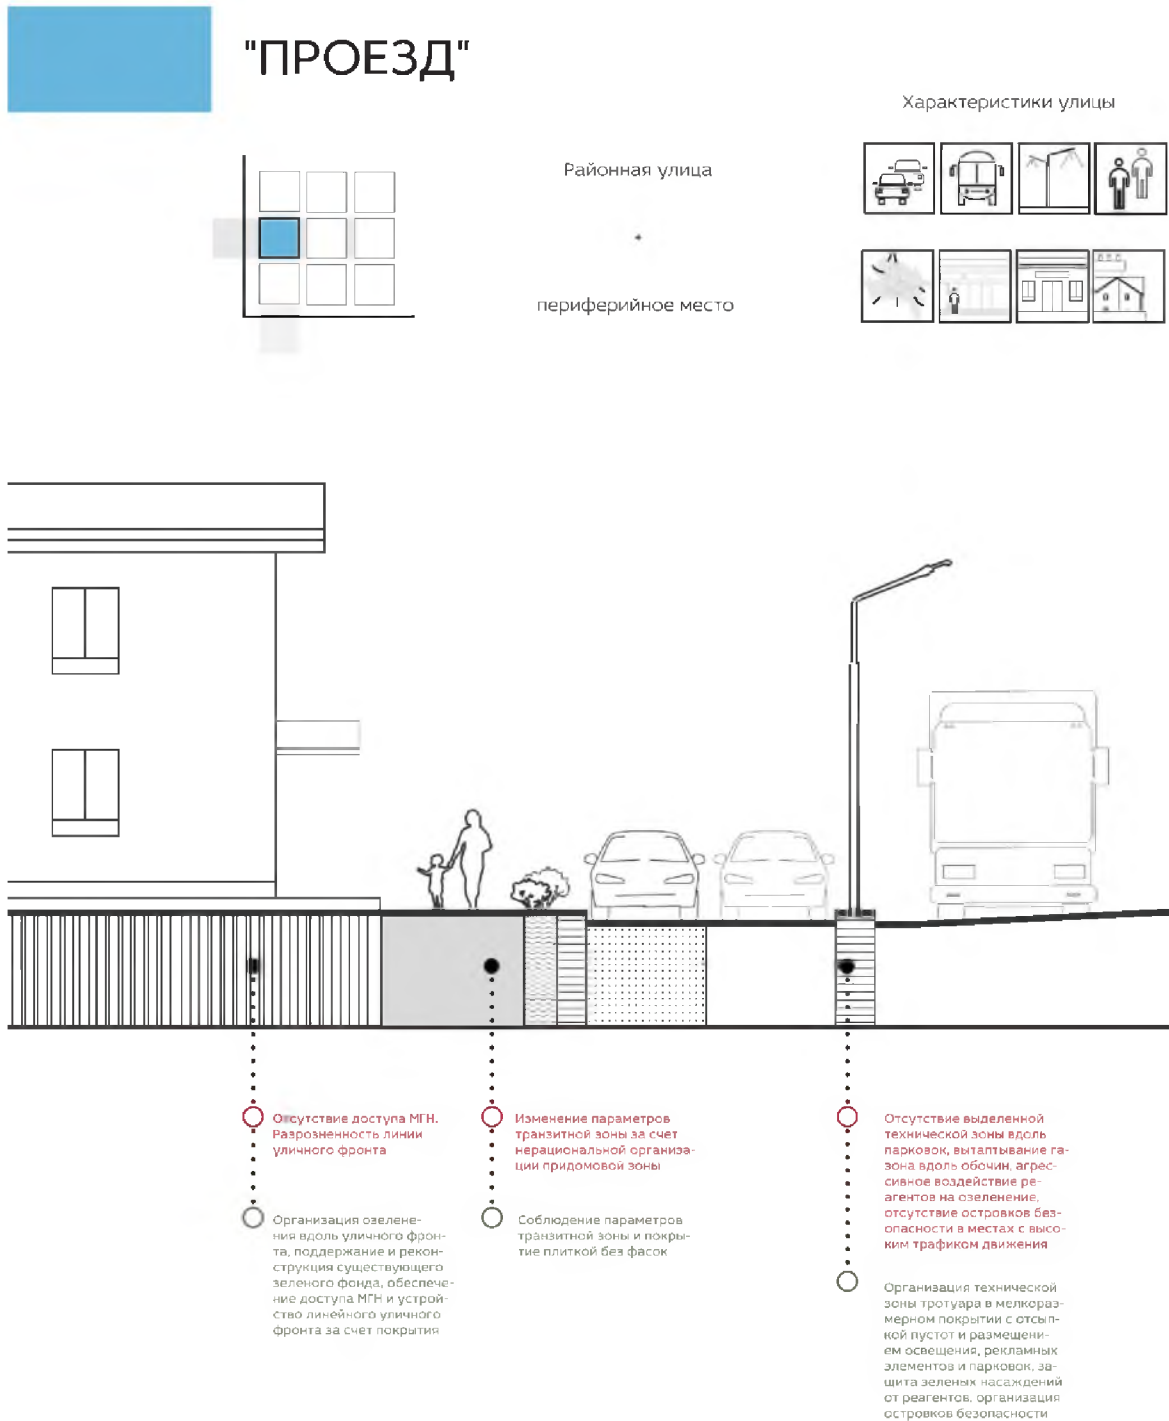 "ПРОЕЗД"
Характеристики улицы
Районная улица
+
периферийное место
Отсутствие доступа МГН.
Разрозненность линии
уличного фронта
Изменение параметров
транзитной зоны за счет
нерациональной организа-
ции придомовой зоны
Отсутствие выделенной
технической зоны вдоль
парковок, вытаптывание га-
зона вдоль обочин, агрес-
сивное воздействие ре-
агентов на озеленение,
отсутствие островков без-
опасности в местах с высо-
ким трафиком движения
Организация озелене-
ния вдоль уличного фрон-
та, поддержание и рекон-
струкция существующего
зеленого фонда, обеспече-
ние доступа МГН и устрой-
ство линейного уличного
фронта за счет покрытия
Соблюдение параметров
транзитной зоны и покры-
тие плиткой без фасок
Организация технической
зоны тротуара в мелкораз-
мерном покрытии с отсып-
кой пустот и размещени-
ем освещения, рекламных
элементов и парковок, за-
щита зеленых насаждений
от реагентов, организация
островков безопасности